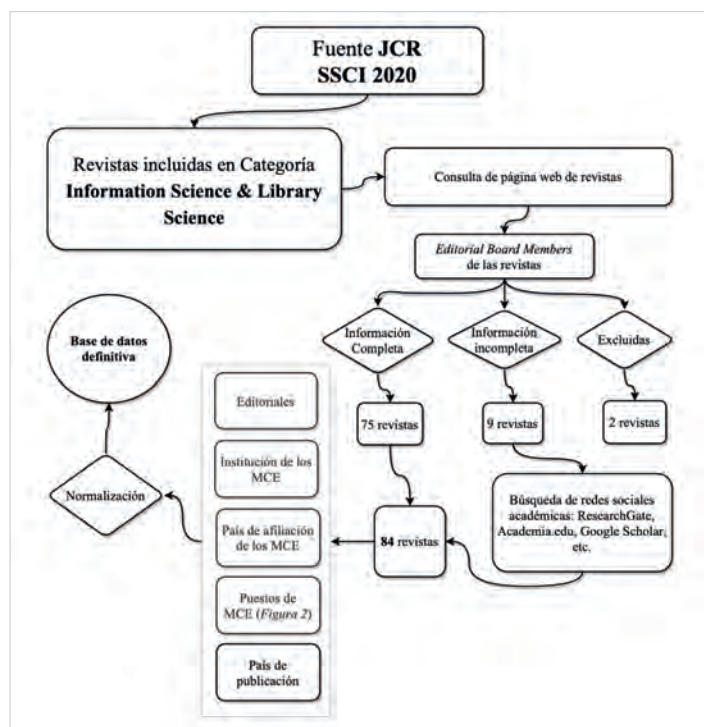 Fuente JCR
SSCI 2020
Revistas incluidas en Categoría
Information Science & Library
Science
Consulta de página web de revistas
Editorial Board Members
de las revistas
Información
Completa
Información
incompleta
Excluidas
75 revistas
9 revistas
2 revistas
Búsqueda de redes sociales
académicas: ResearchGate,
Academia.edu, Google Scholar,
etc.
84 revistas
Editoriales
Institución de los
MCE
País de afiliación
de los MCE
Puestos de
MCE (Figura 2)
País de
publicación
Normalización
Base de datos
definitiva